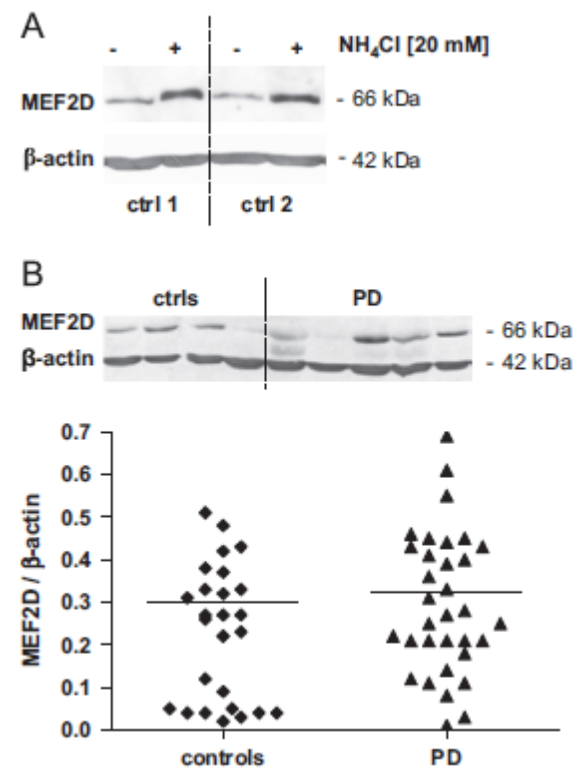 A
- + - + NH₄Cl [20 mM]
MEF2D - 66 kDa
β-actin - 42 kDa
ctrl 1 ctrl 2
B
ctrls PD
MEF2D - 66 kDa
β-actin - 42 kDa
0.7
0.6
0.5
0.4
0.3
0.2
0.1
0.0
MEF2D / β-actin
controls PD